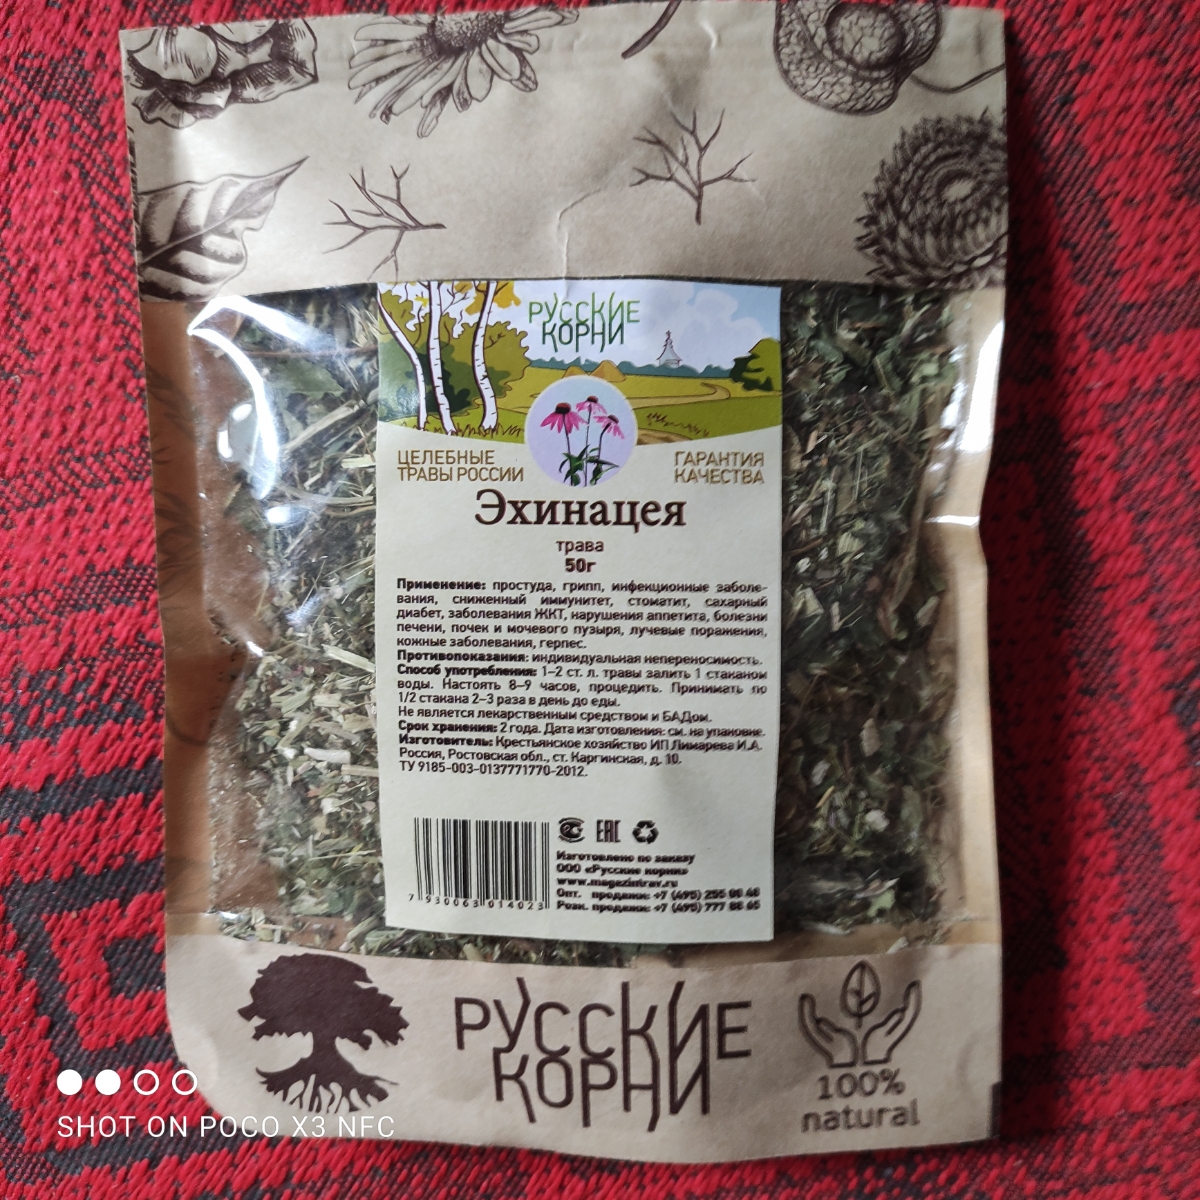 РУССКИЕ
КОРНИ
ЦЕЛЕБНЫЕ
ТРАВЫ РОССИИ
ГАРАНТИЯ
КАЧЕСТВА
Эхинацея
трава
50г
Применение: простуда, грипп, инфекционные заболе-
вания, сниженный иммунитет, стоматит, сахарный
диабет, заболевания ЖКТ, нарушения аппетита, болезни
печени, почек и мочевого пузыря, лучевые поражения,
кожные заболевания, герпес.
Противопоказания: индивидуальная непереносимость.
Способ употребления: 1-2 ст. л. травы залить 1 стаканом
воды. Настоять 8-9 часов, процедить. Принимать по
1/2 стакана 2-3 раза в день до еды.
Не является лекарственным средством и БАДом.
Срок хранения: 2 года. Дата изготовления: см. на упаковке.
Изготовитель: Крестьянское хозяйство ИП Лимарева И.А.
Россия, Ростовская обл., ст. Каргинская, д. 10.
ТУ 9185-003-0137771770-2012.
ЕАС
Изготовлено по заказу
ООО «Русские корни»
www.magazintrav.ru
Опт. продажи: +7 (495)
Розн. продажи: +7 (495) 777
7 930063 014023
РУССКИЕ
КОРНИ
100%
natural
SHOT ON POCO X3 NFC